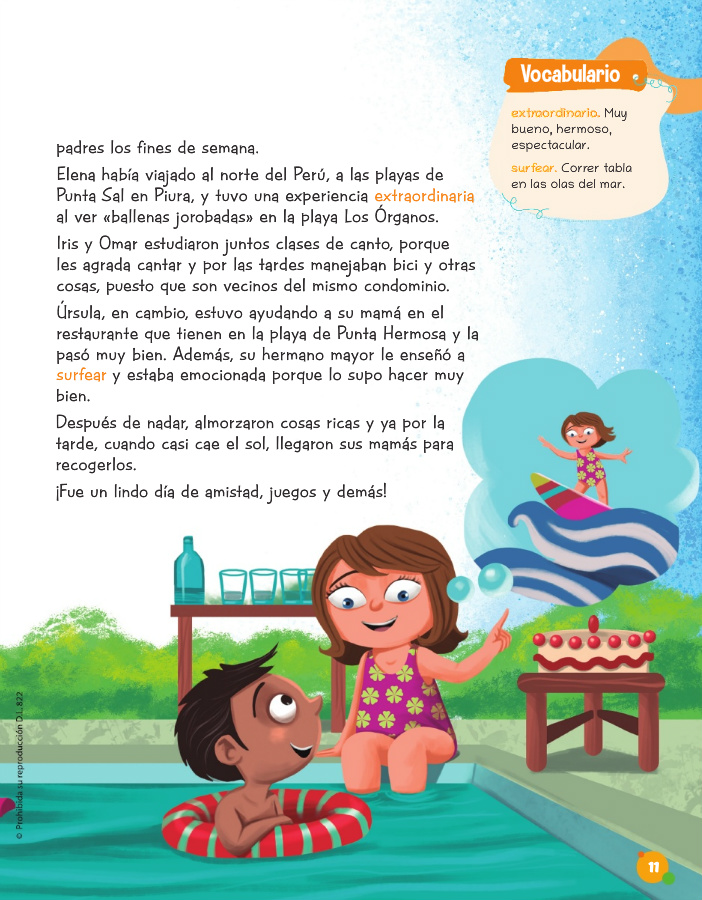 Vocabulario
extraordinario. Muy
bueno, hermoso,
espectacular.
surfear. Correr tabla
en las olas del mar.
padres los fines de semana.
Elena había viajado al norte del Perú, a las playas de
Punta Sal en Piura, y tuvo una experiencia extraordinaria
al ver «ballenas jorobadas» en la playa Los Órganos.
Iris y Omar estudiaron juntos clases de canto, porque
les agrada cantar y por las tardes manejaban bici y otras
cosas, puesto que son vecinos del mismo condominio.
Úrsula, en cambio, estuvo ayudando a su mamá en el
restaurante que tienen en la playa de Punta Hermosa y la
pasó muy bien. Además, su hermano mayor le enseñó a
surfear y estaba emocionada porque lo supo hacer muy
bien.
Después de nadar, almorzaron cosas ricas y ya por la
tarde, cuando casi cae el sol, llegaron sus mamás para
recogerlos.
¡Fue un lindo día de amistad, juegos y demás!
© Prohibida su reproducción D.L. 822
11